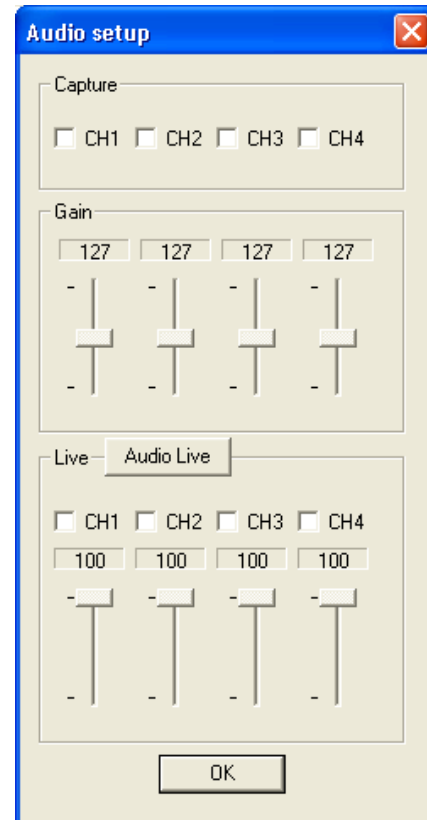 Audio setup
Capture
CH1 CH2 CH3 CH4
Gain
127 127 127 127
Live Audio Live
CH1 CH2 CH3 CH4
100 100 100 100
OK